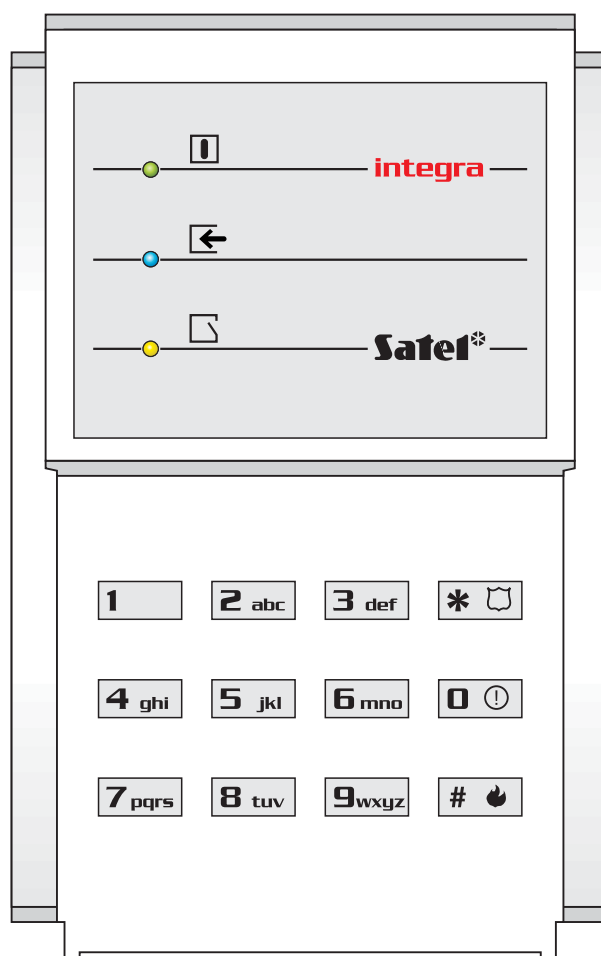 integra
Satel
1 2 abc 3 def *
4 ghi 5 jkl 6 mno 0 !
7 pqrs 8 tuv 9 wxyz #